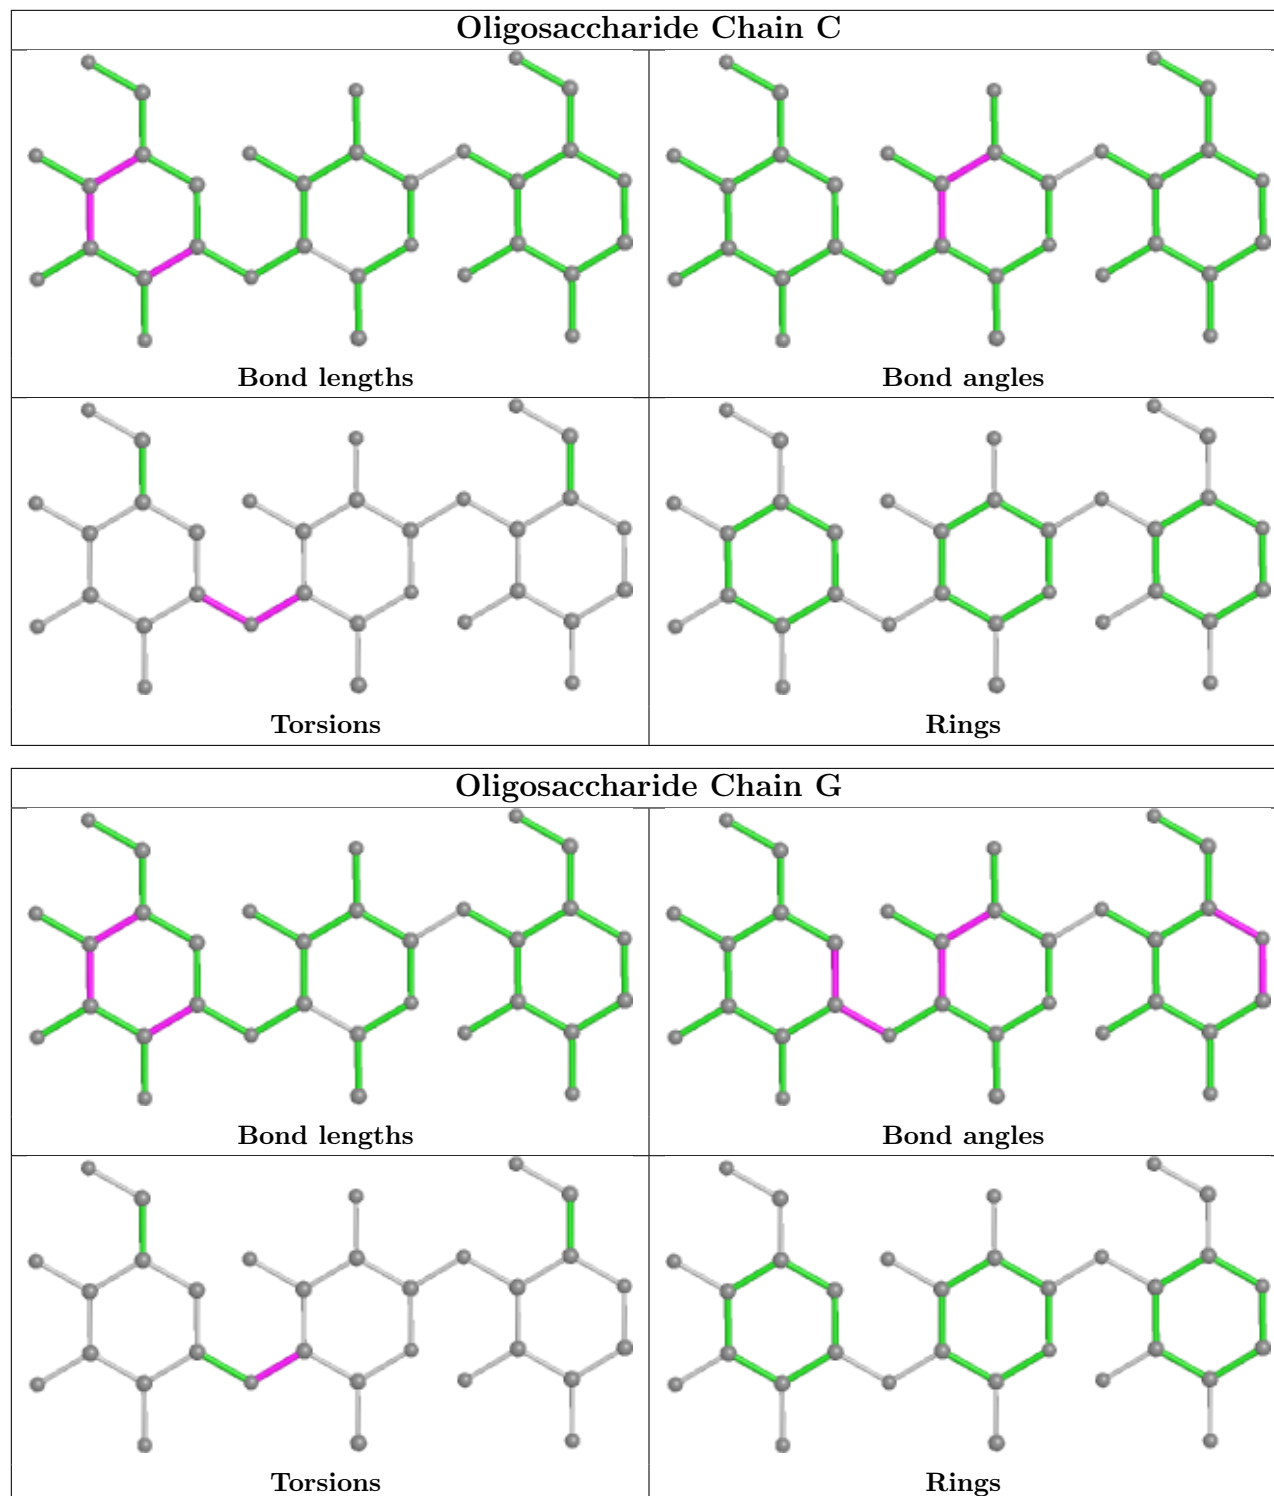 Oligosaccharide Chain C
Bond lengths
Bond angles
Torsions
Rings
Oligosaccharide Chain G
Bond lengths
Bond angles
Torsions
Rings